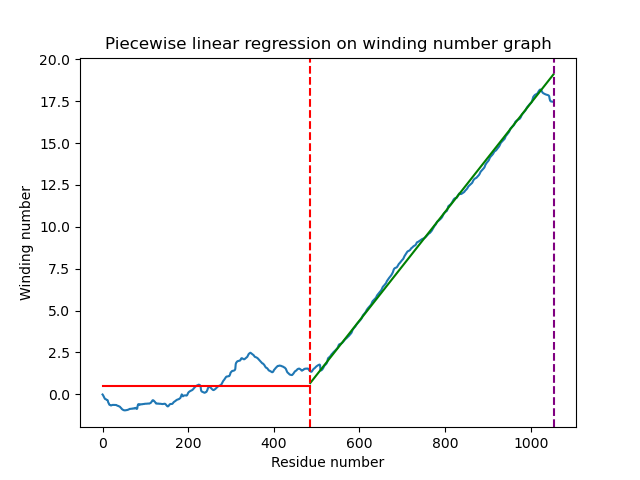 Piecewise linear regression on winding number graph
20.0
17.5
15.0
12.5
10.0
7.5
5.0
2.5
0.0
Winding number
0 200 400 600 800 1000
Residue number